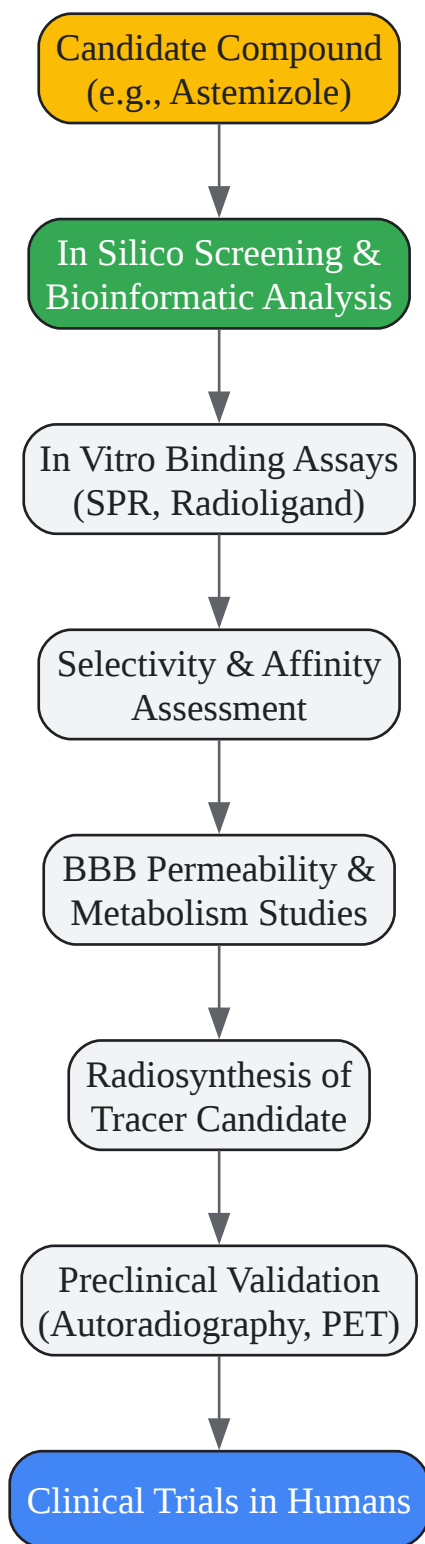 Candidate Compound
(e.g., Astemizole)
In Silico Screening &
Bioinformatic Analysis
In Vitro Binding Assays
(SPR, Radioligand)
Selectivity & Affinity
Assessment
BBB Permeability &
Metabolism Studies
Radiosynthesis of
Tracer Candidate
Preclinical Validation
(Autoradiography, PET)
Clinical Trials in Humans